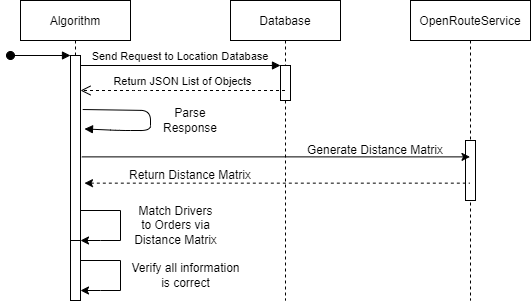 Algorithm
Database
OpenRouteService
Send Request to Location Database
Return JSON List of Objects
Parse
Response
Generate Distance Matrix
Return Distance Matrix
Match Drivers
to Orders via
Distance Matrix
Verify all information
is correct